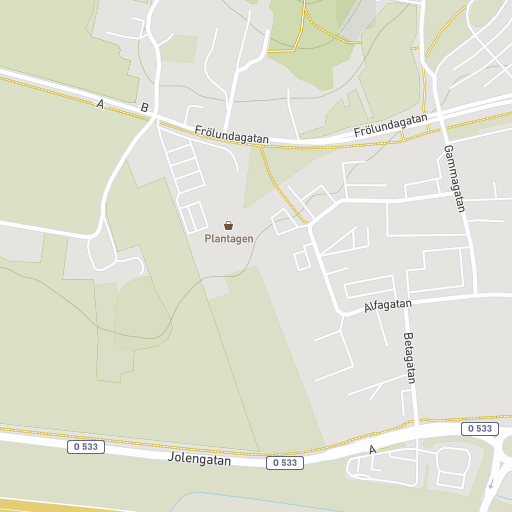 A
B
Frölundagatan
Frölundagatan
Gammagatan
Plantagen
Alfagatan
Betagatan
O 533
O 533
A
Jolengatan
O 533